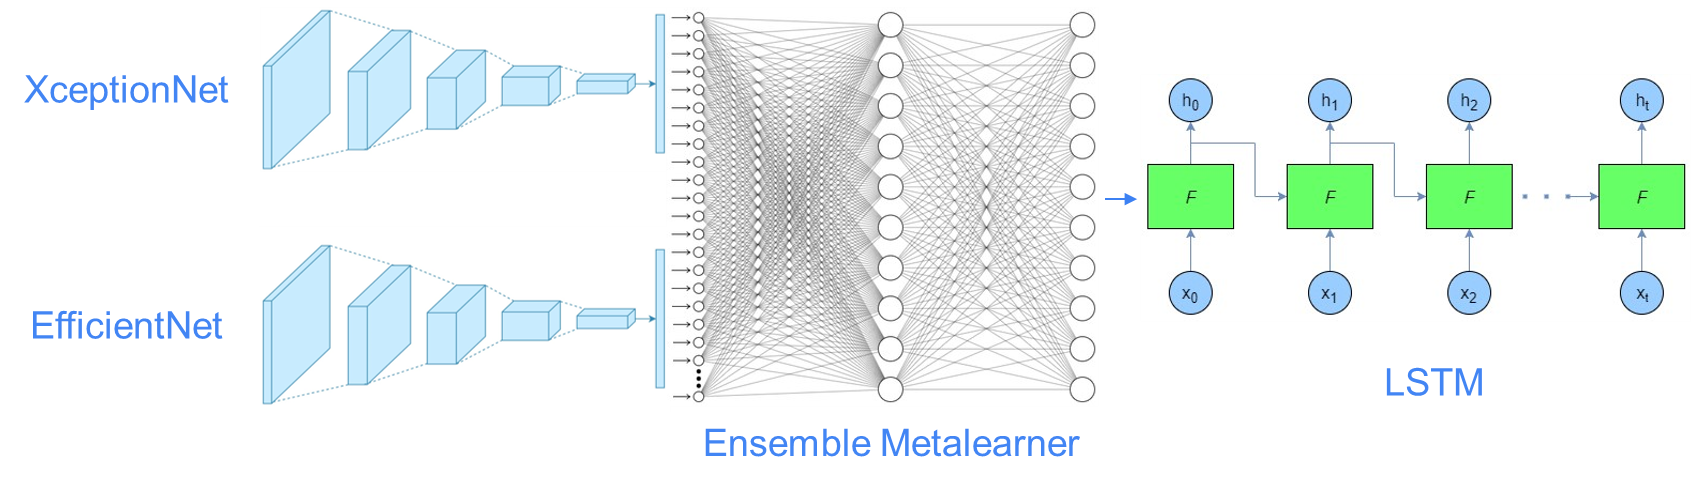 XceptionNet
EfficientNet
Ensemble Metalearner
h0 h1 h2 ht
F F F F
x0 x1 x2 xt
LSTM